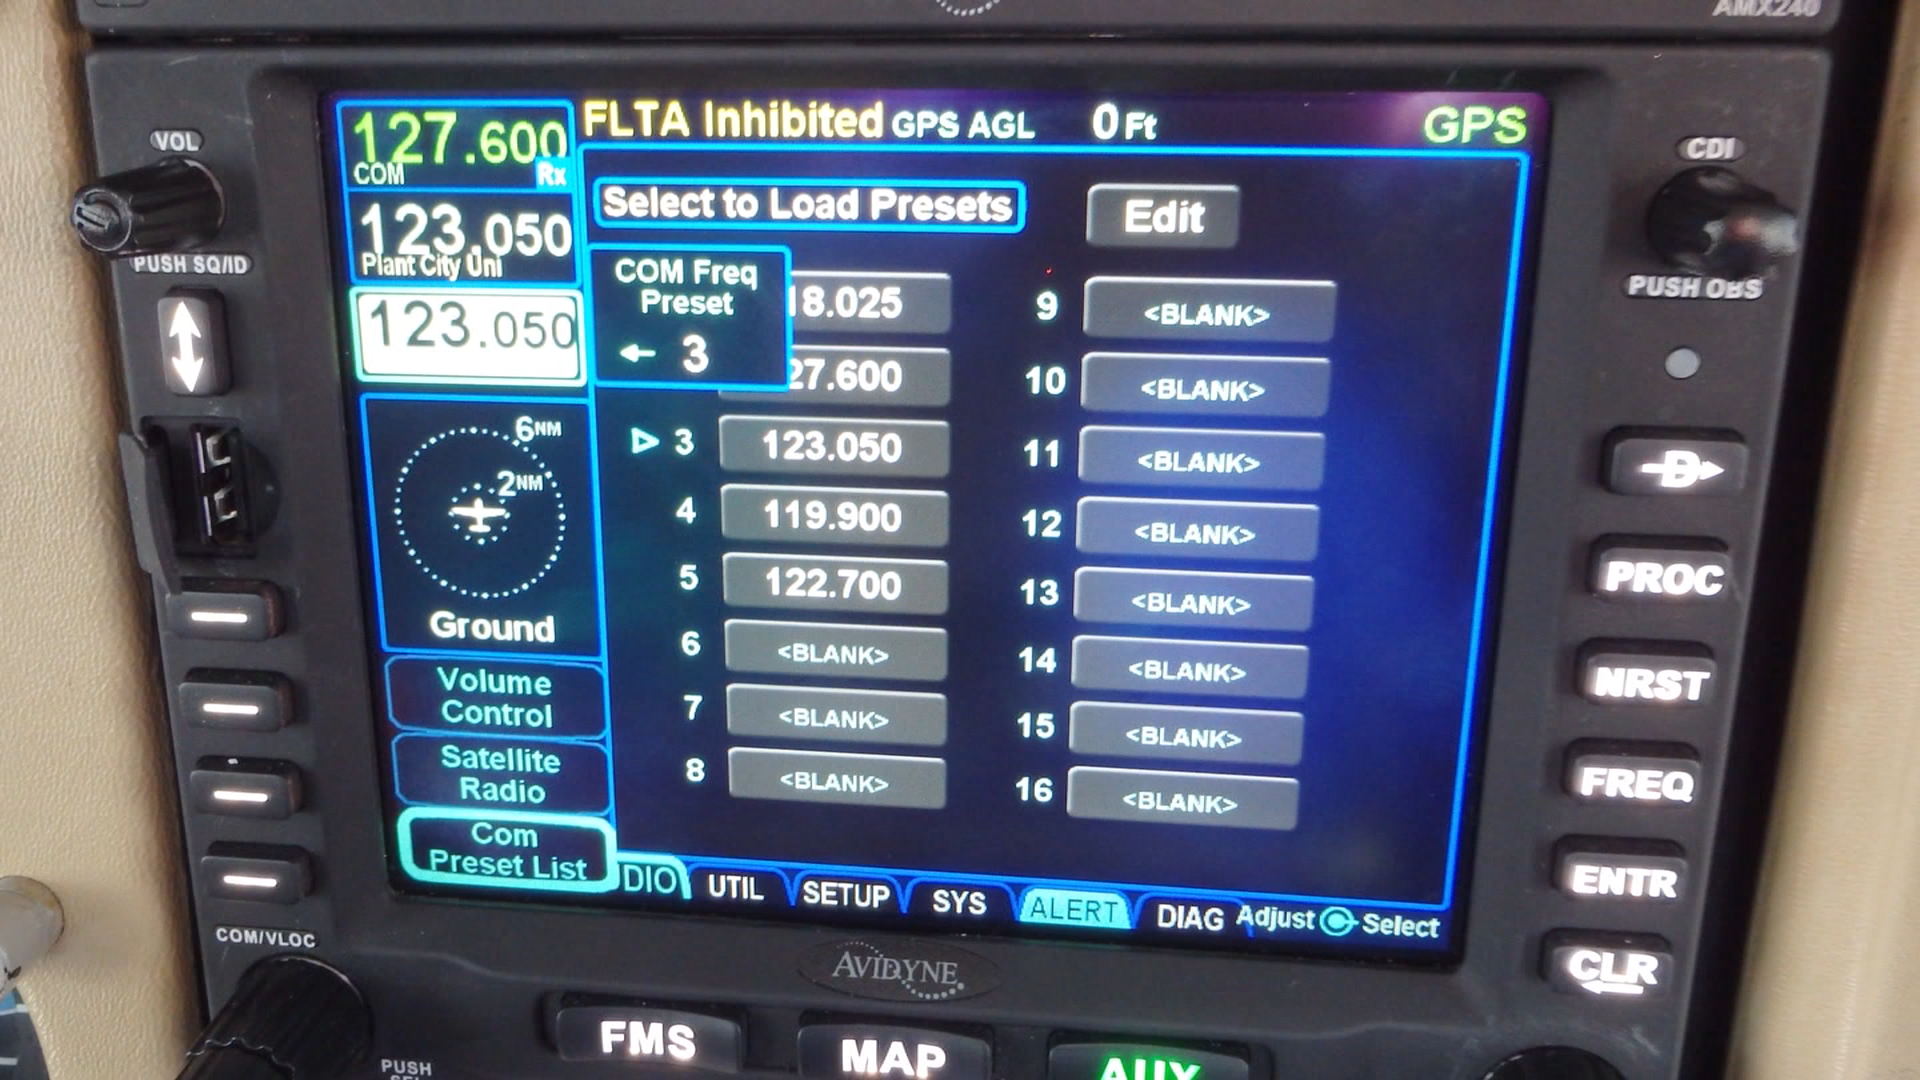 AMX240
VOL
PUSH SQ/ID
127.600
COM Rx
123.050
Plant City Uni
123.050
FLTA Inhibited GPS AGL 0 Ft GPS
Select to Load Presets
Edit
COM Freq
Preset
← 3
18.025
27.600
3 123.050
4 119.900
5 122.700
6 <BLANK>
7 <BLANK>
8 <BLANK>
9 <BLANK>
10 <BLANK>
11 <BLANK>
12 <BLANK>
13 <BLANK>
14 <BLANK>
15 <BLANK>
16 <BLANK>
6NM
2NM
Ground
Volume
Control
Satellite
Radio
Com
Preset List
DIO UTIL SETUP SYS ALERT DIAG Adjust Select
CDI
PUSH OBS
D
PROC
NRST
FREQ
ENTR
CLR
COM/VLOC
AVIDYNE
PUSH
FMS
MAP
AUX